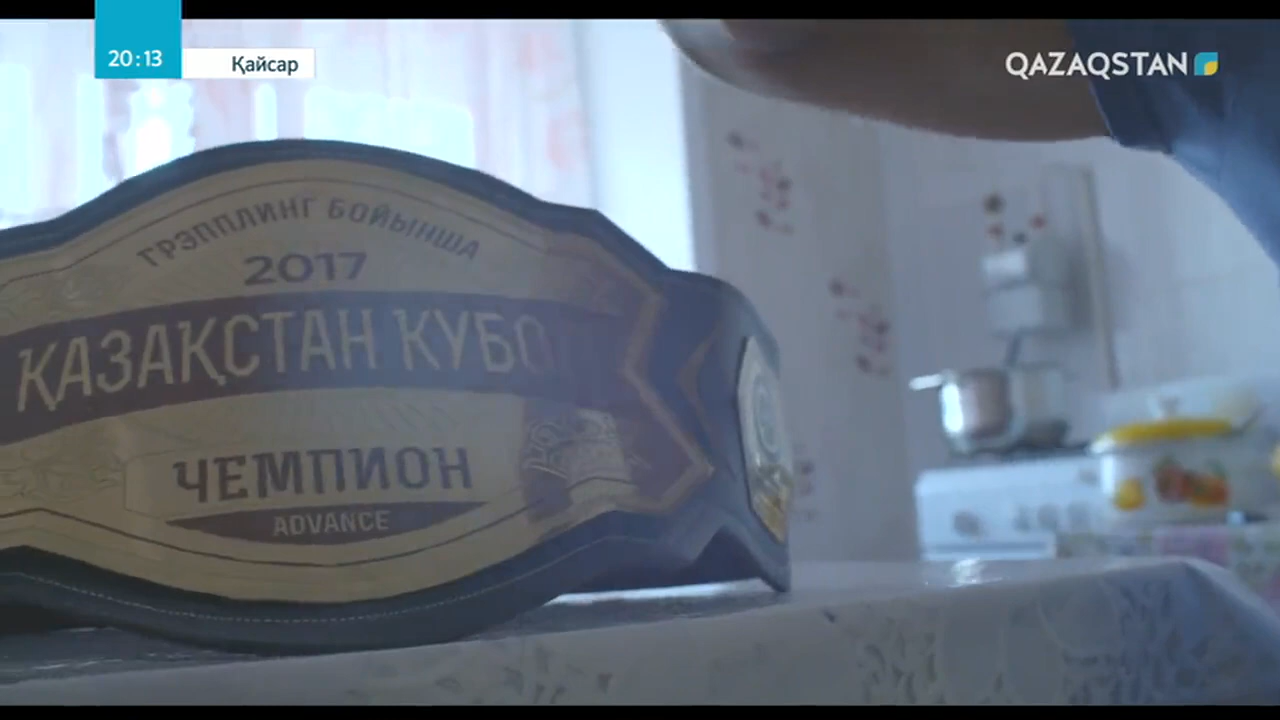 20:13
Қайсар
QAZAQSTAN
ГРЭППЛИНГ БОЙЫНША
2017
ҚАЗАҚСТАН КУБО
ЧЕМПИОН
ADVANCE